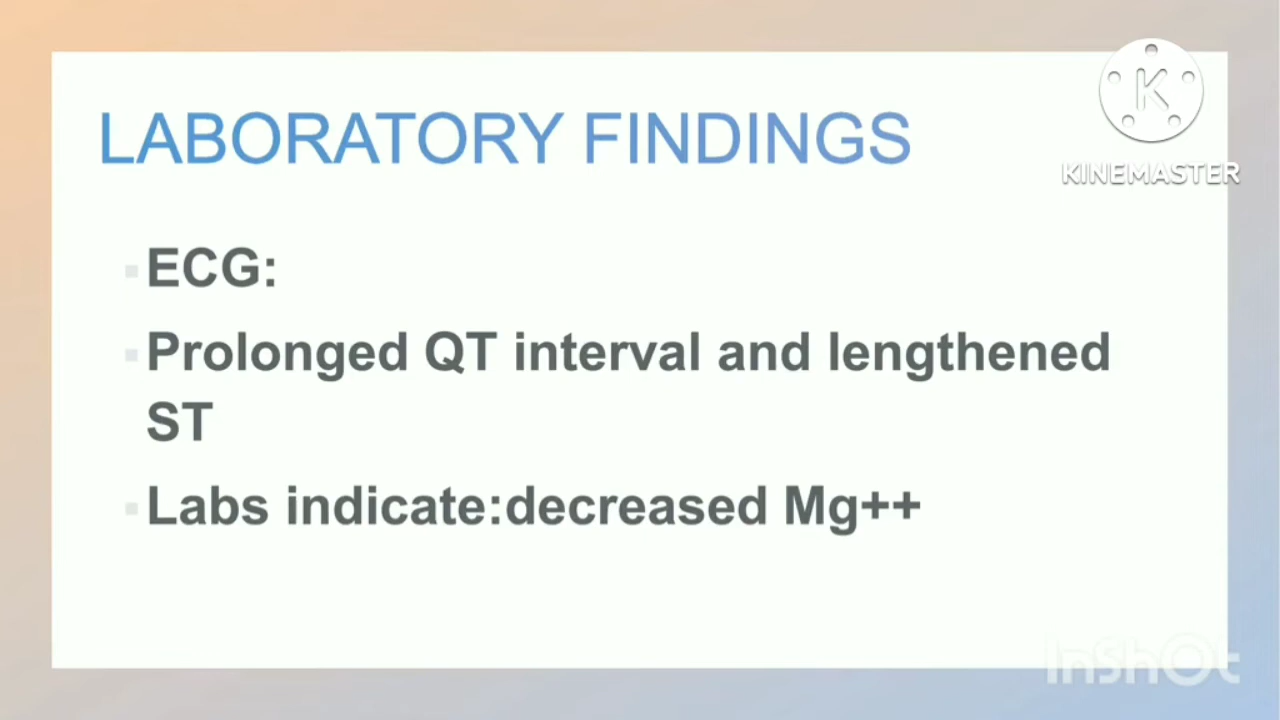 LABORATORY FINDINGS
KINEMASTER
ECG:
Prolonged QT interval and lengthened
ST
Labs indicate:decreased Mg++
InShOt